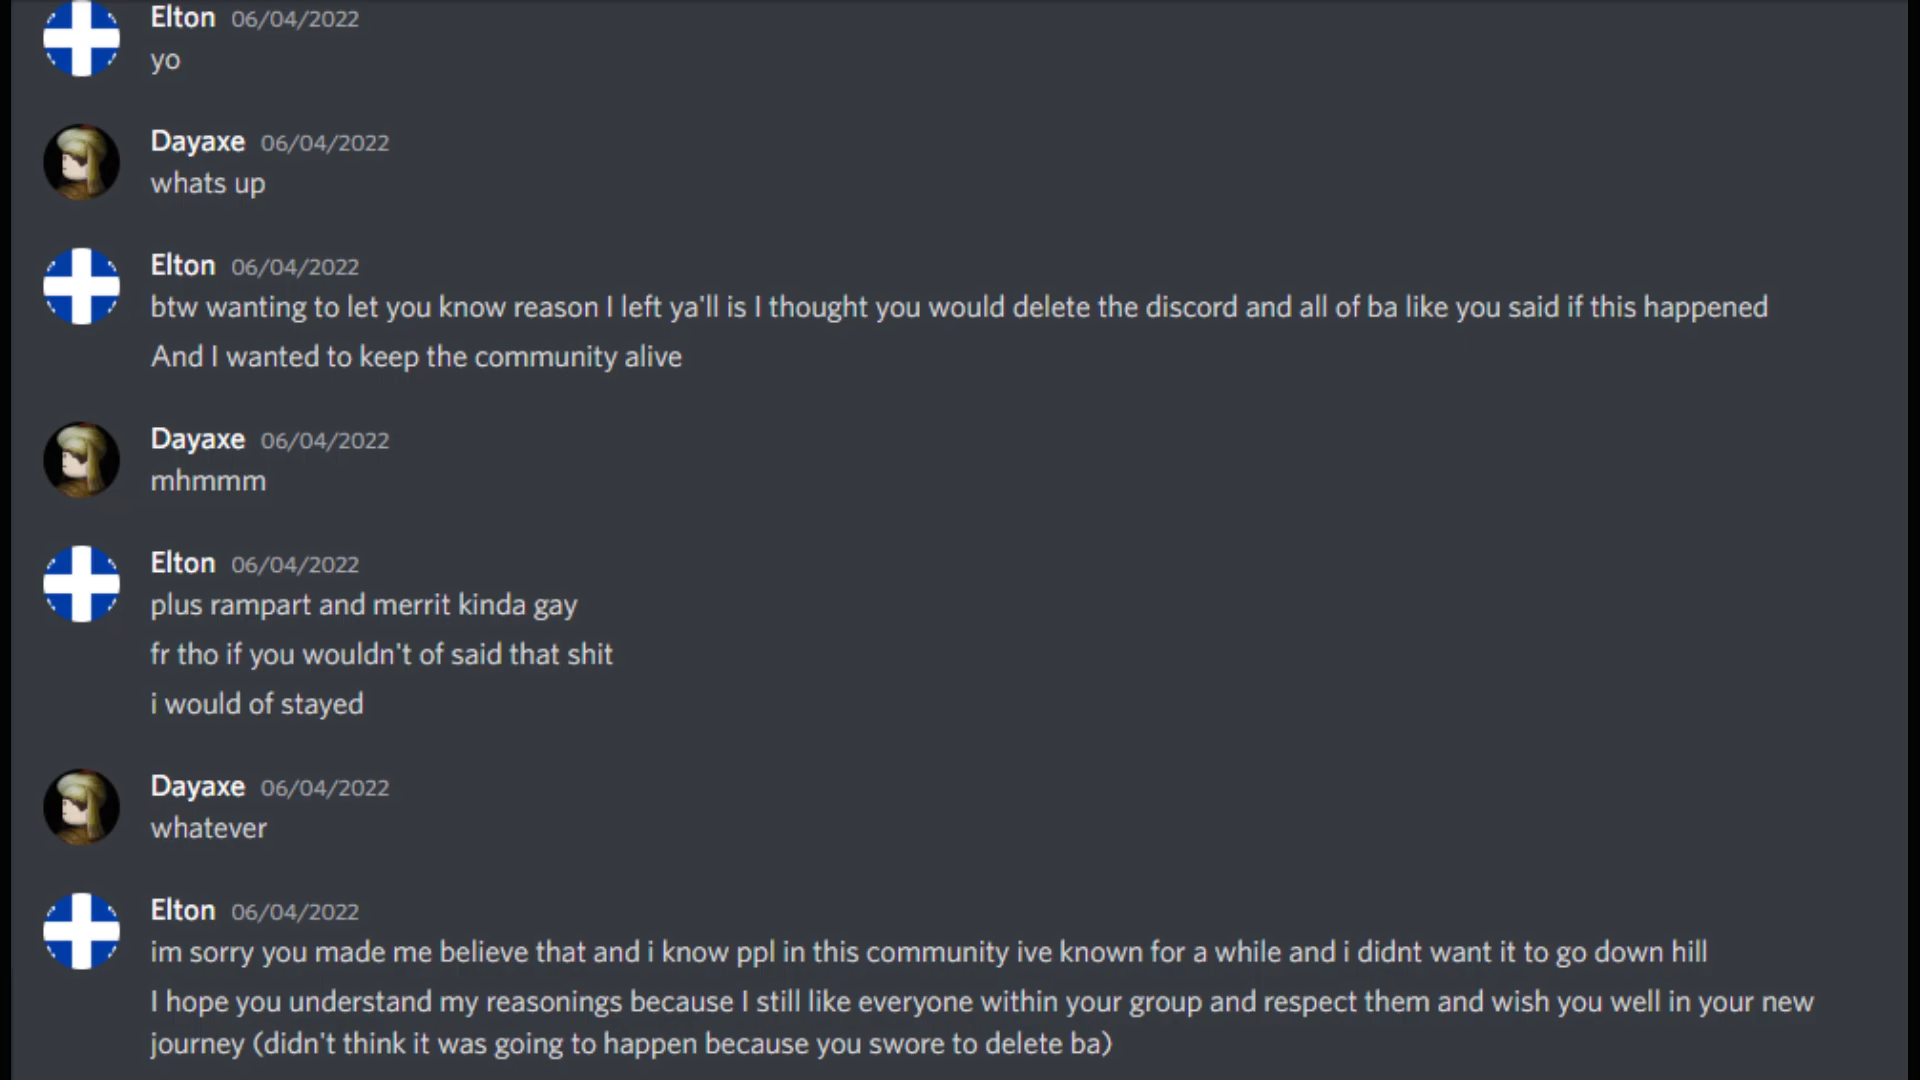 Elton 06/04/2022
yo
Dayaxe 06/04/2022
whats up
Elton 06/04/2022
btw wanting to let you know reason I left ya'll is I thought you would delete the discord and all of ba like you said if this happened
And I wanted to keep the community alive
Dayaxe 06/04/2022
mhmmm
Elton 06/04/2022
plus rampart and merrit kinda gay
fr tho if you wouldn't of said that shit
i would of stayed
Dayaxe 06/04/2022
whatever
Elton 06/04/2022
im sorry you made me believe that and i know ppl in this community ive known for a while and i didnt want it to go down hill
I hope you understand my reasonings because I still like everyone within your group and respect them and wish you well in your new
journey (didn't think it was going to happen because you swore to delete ba)